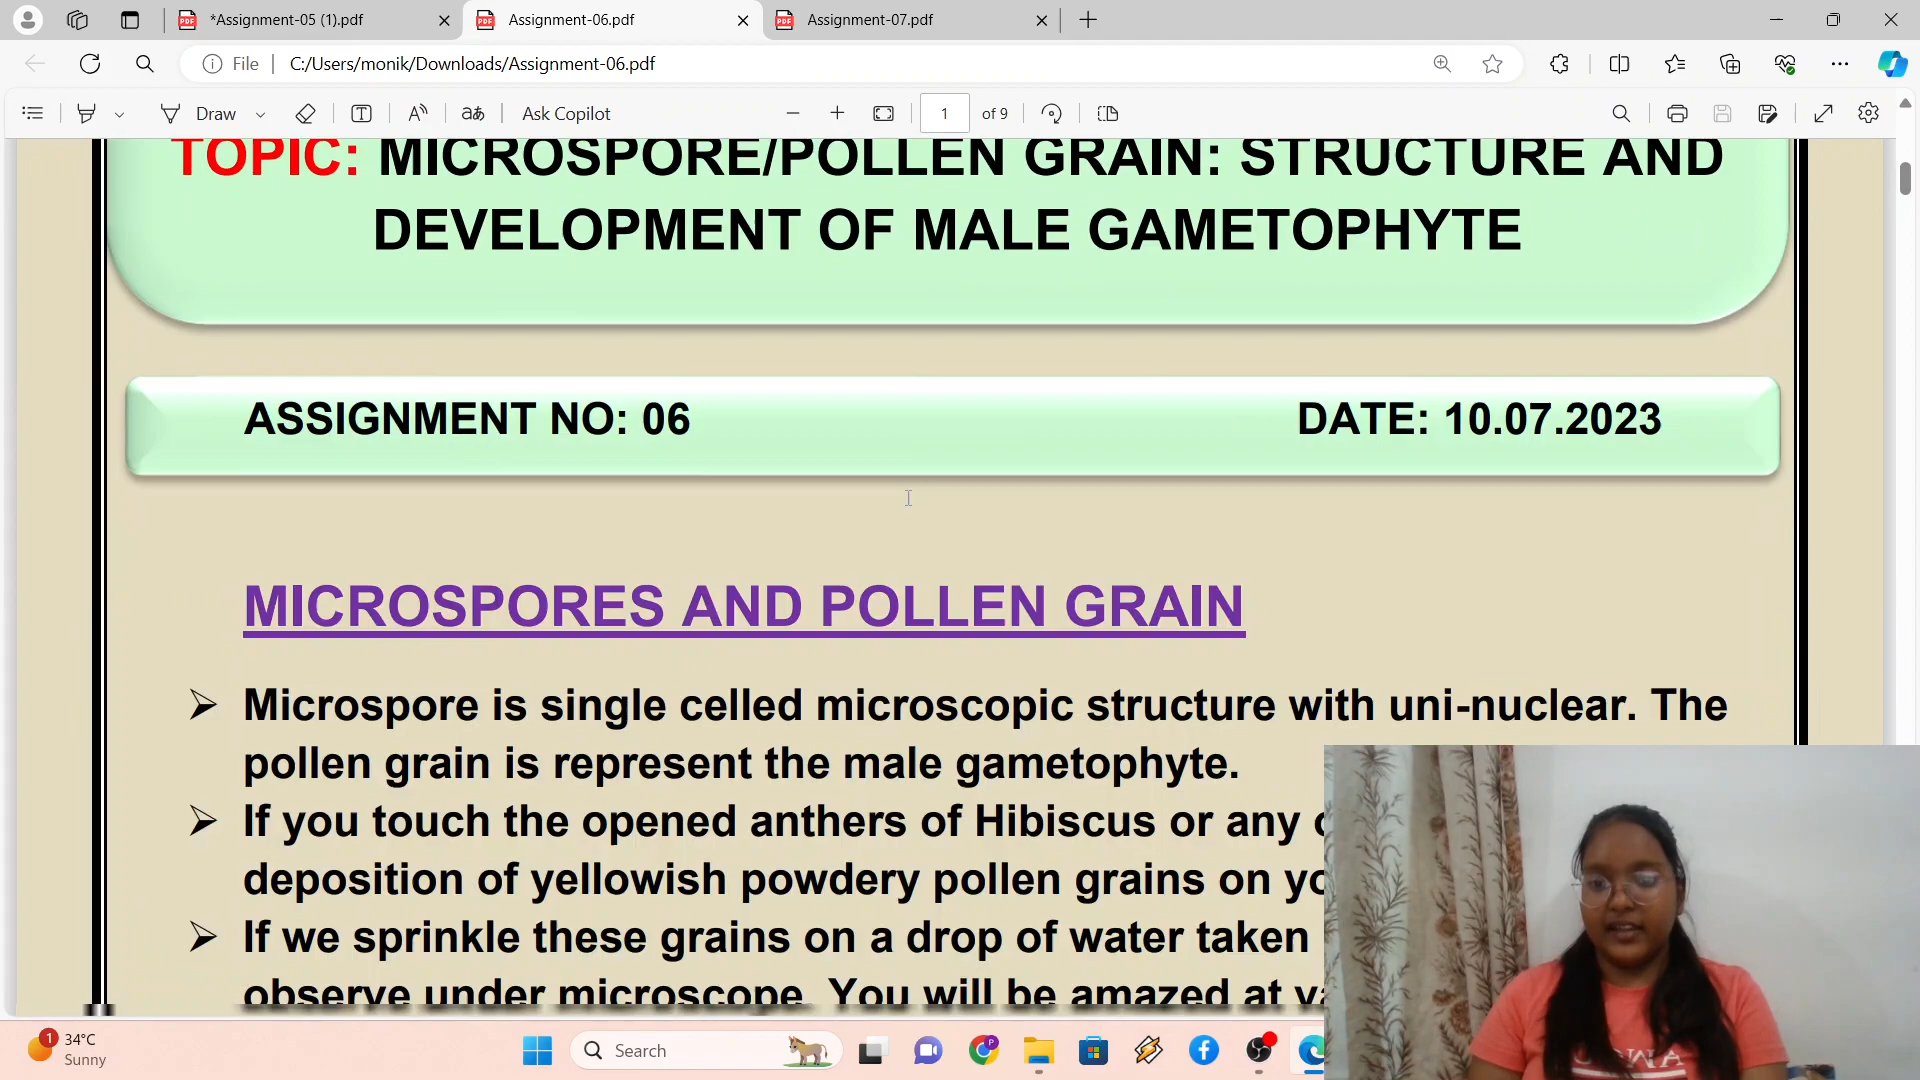 *Assignment-05 (1).pdf
Assignment-06.pdf
Assignment-07.pdf
File
C:/Users/monik/Downloads/Assignment-06.pdf
Draw
Ask Copilot
1 of 9
TOPIC: MICROSPORE/POLLEN GRAIN: STRUCTURE AND
DEVELOPMENT OF MALE GAMETOPHYTE
ASSIGNMENT NO: 06
DATE: 10.07.2023
MICROSPORES AND POLLEN GRAIN
➢ Microspore is single celled microscopic structure with uni-nuclear. The
pollen grain is represent the male gametophyte.
➢ If you touch the opened anthers of Hibiscus or any
deposition of yellowish powdery pollen grains on
➢ If we sprinkle these grains on a drop of water taken
observe under microscope. You will be amazed at
1
34°C
Sunny
Search